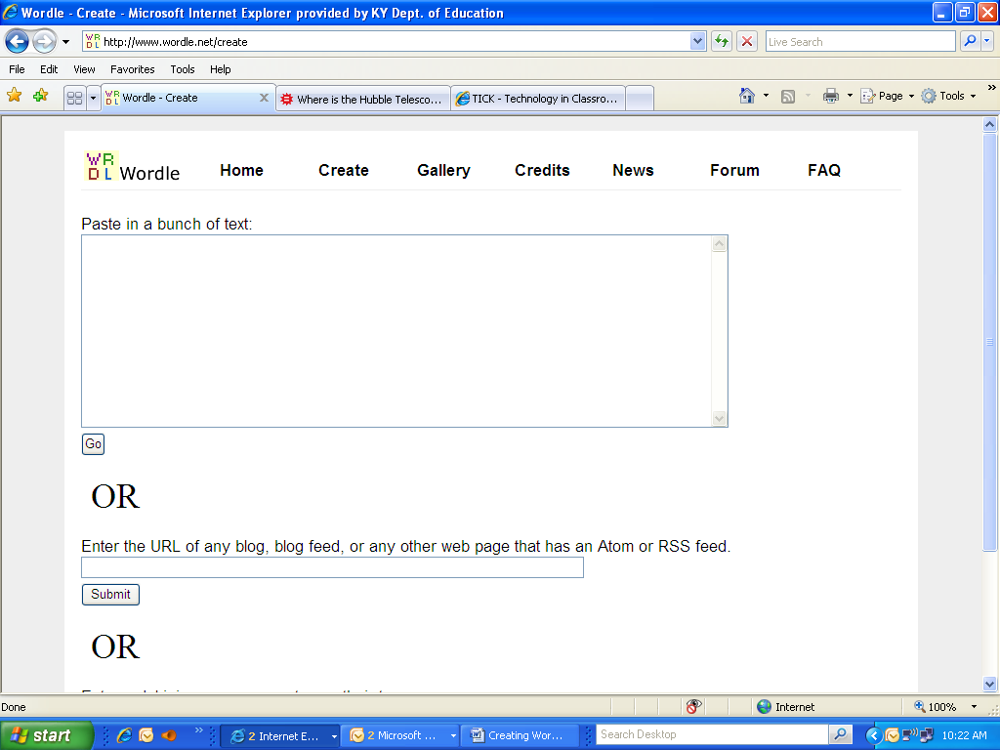 Wordle - Create - Microsoft Internet Explorer provided by KY Dept. of Education
http://www.wordle.net/create
Live Search
File Edit View Favorites Tools Help
Wordle - Create
Where is the Hubble Telesco...
TICK - Technology in Classro...
Page Tools
WRDL Wordle Home Create Gallery Credits News Forum FAQ
Paste in a bunch of text:
Go
OR
Enter the URL of any blog, blog feed, or any other web page that has an Atom or RSS feed.
Submit
OR
Done Internet 100%
start 2 Internet E... 2 Microsoft ... Creating Wor... Search Desktop 10:22 AM